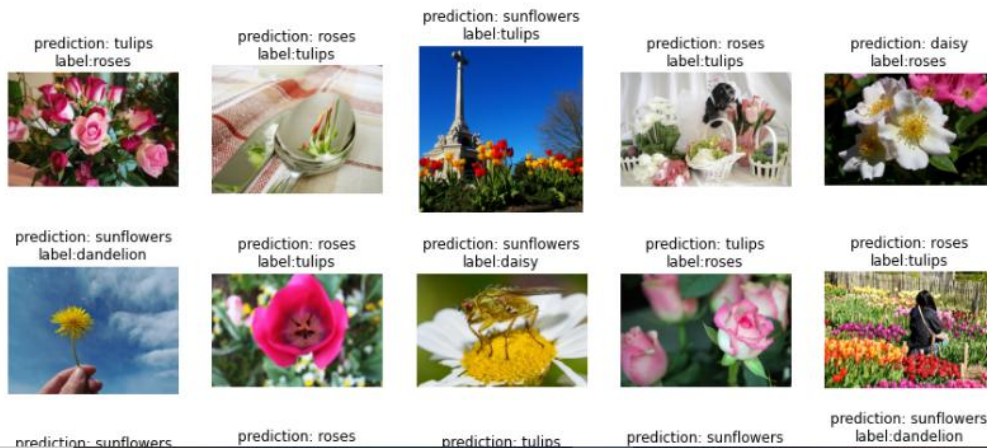 prediction: tulips
label:roses
prediction: roses
label:tulips
prediction: sunflowers
label:tulips
prediction: roses
label:tulips
prediction: daisy
label:roses
prediction: sunflowers
label:dandelion
prediction: roses
label:tulips
prediction: sunflowers
label:daisy
prediction: tulips
label:roses
prediction: roses
label:tulips
prediction: sunflowers
prediction: roses
prediction: tulips
prediction: sunflowers
prediction: sunflowers
label:dandelion